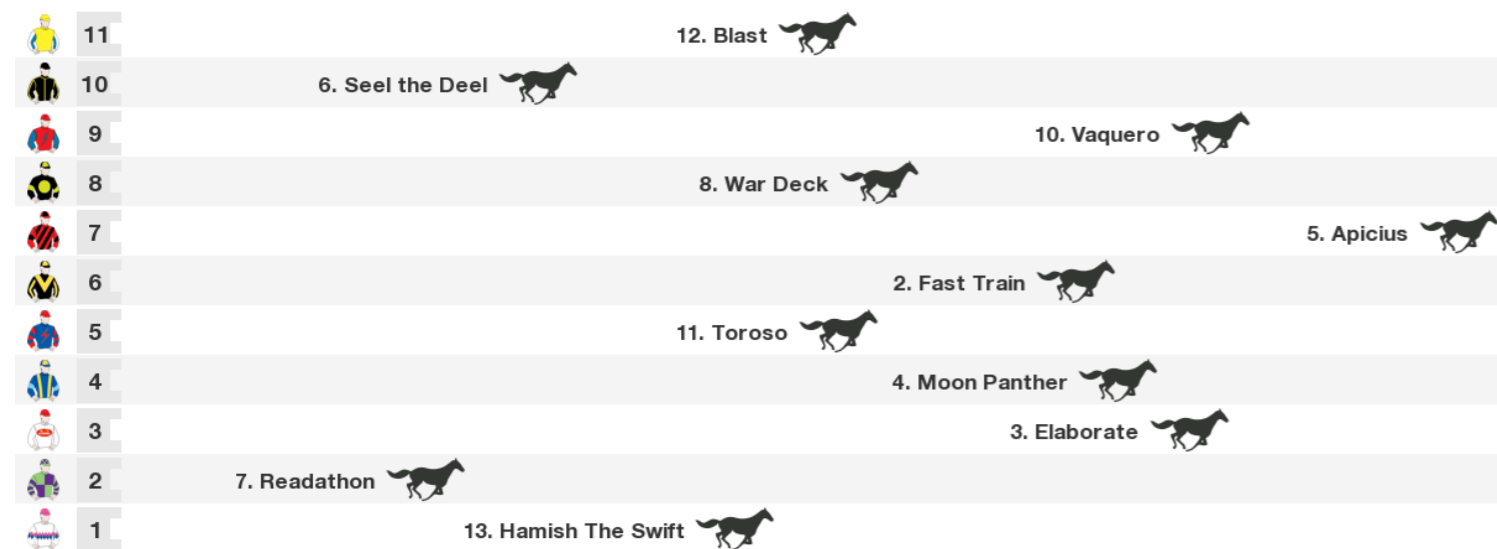 11 12. Blast
10 6. Seel the Deel
9 10. Vaquero
8 8. War Deck
7 5. Apicius
6 2. Fast Train
5 11. Toroso
4 4. Moon Panther
3 3. Elaborate
2 7. Readathon
1 13. Hamish The Swift